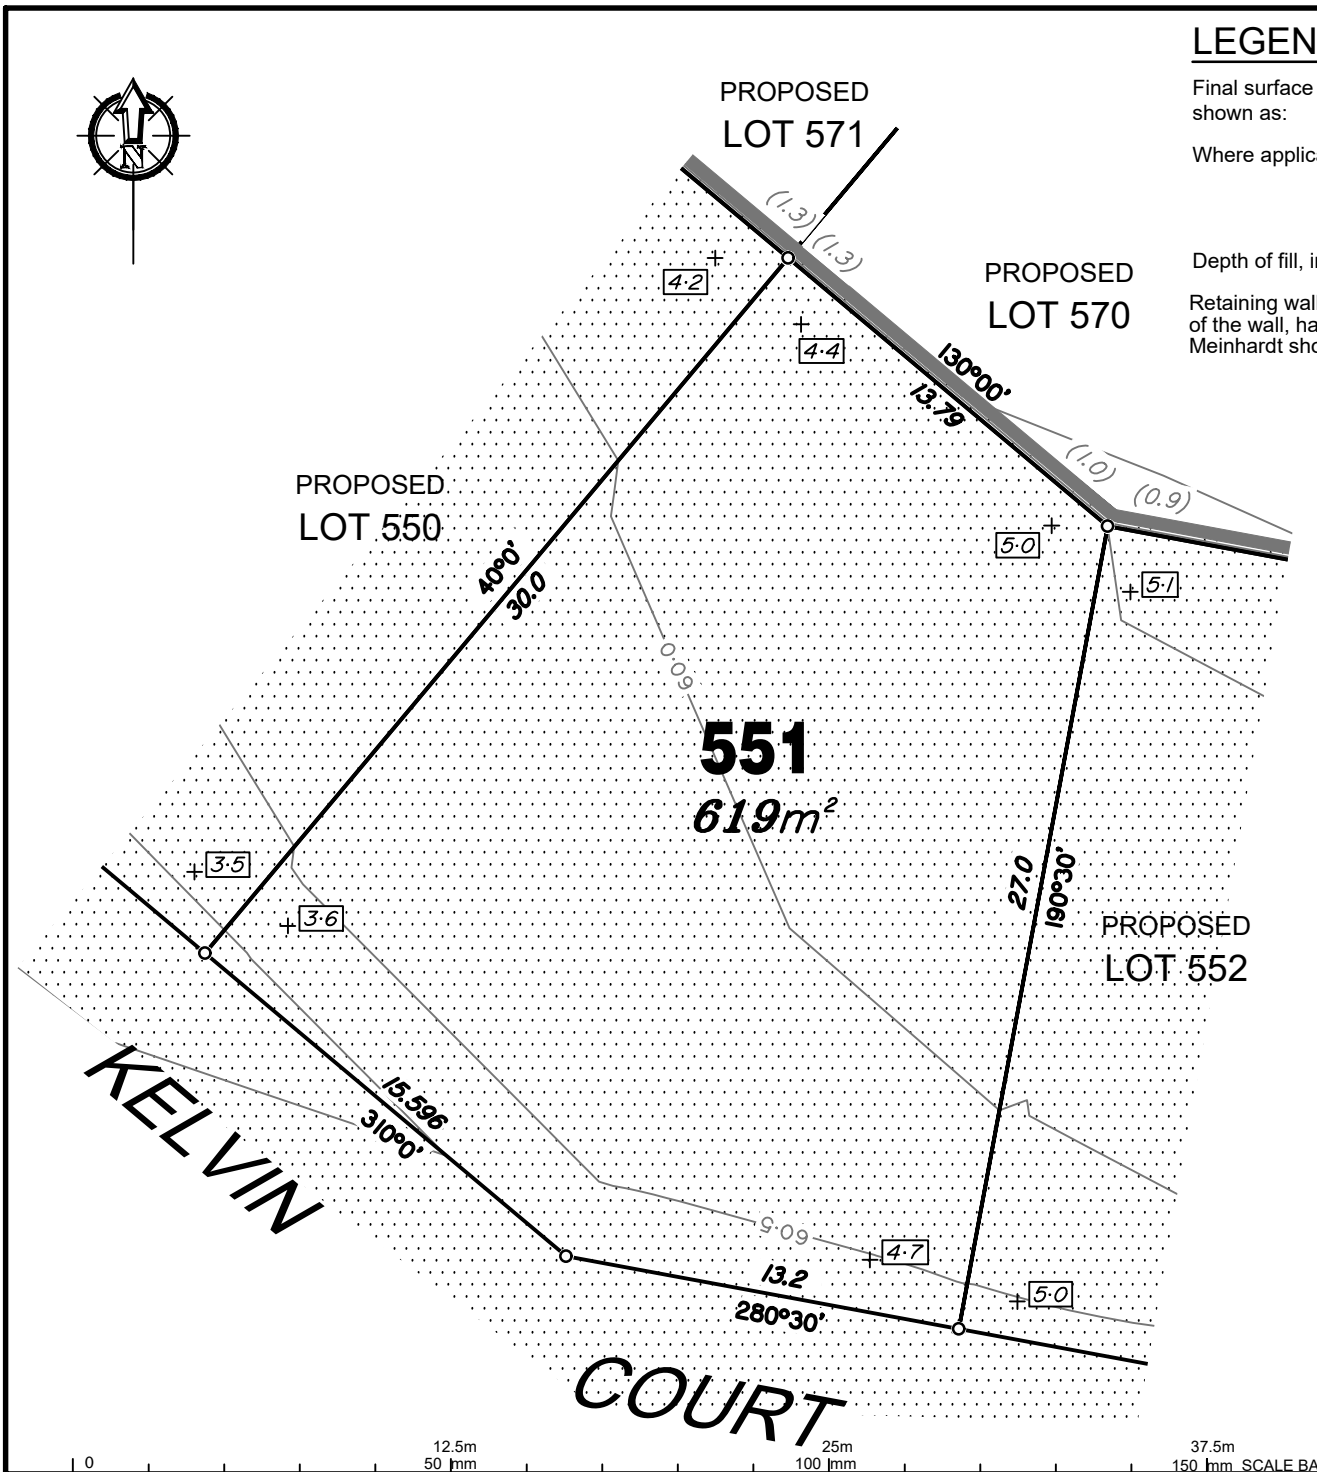 LEGEN
Final surface
shown as:
Where applica
Depth of fill, i
Retaining wall
of the wall, ha
Meinhardt sho
N
PROPOSED
LOT 571
(1.3)
(1.3)
4·2
4·4
PROPOSED
LOT 570
130°00'
13.79
(1.0)
(0.9)
PROPOSED
LOT 550
40°0'
30.0
5·0
5·1
60·0
551
619m²
27.0
190°30'
3·5
3·6
PROPOSED
LOT 552
15.596
310°0'
KELVIN
60·5
4·7
13.2
280°30'
5·0
COURT
12.5m
25m
37.5m
0
50 mm
100 mm
150 mm SCALE BA